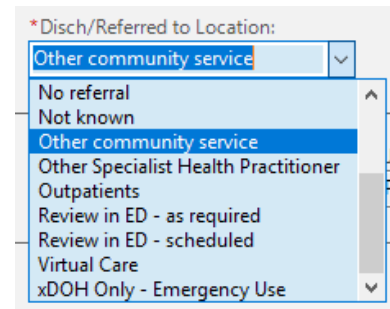 *Disch/Referred to Location:
Other community service
No referral
Not known
Other community service
Other Specialist Health Practitioner
Outpatients
Review in ED - as required
Review in ED - scheduled
Virtual Care
xDOH Only - Emergency Use